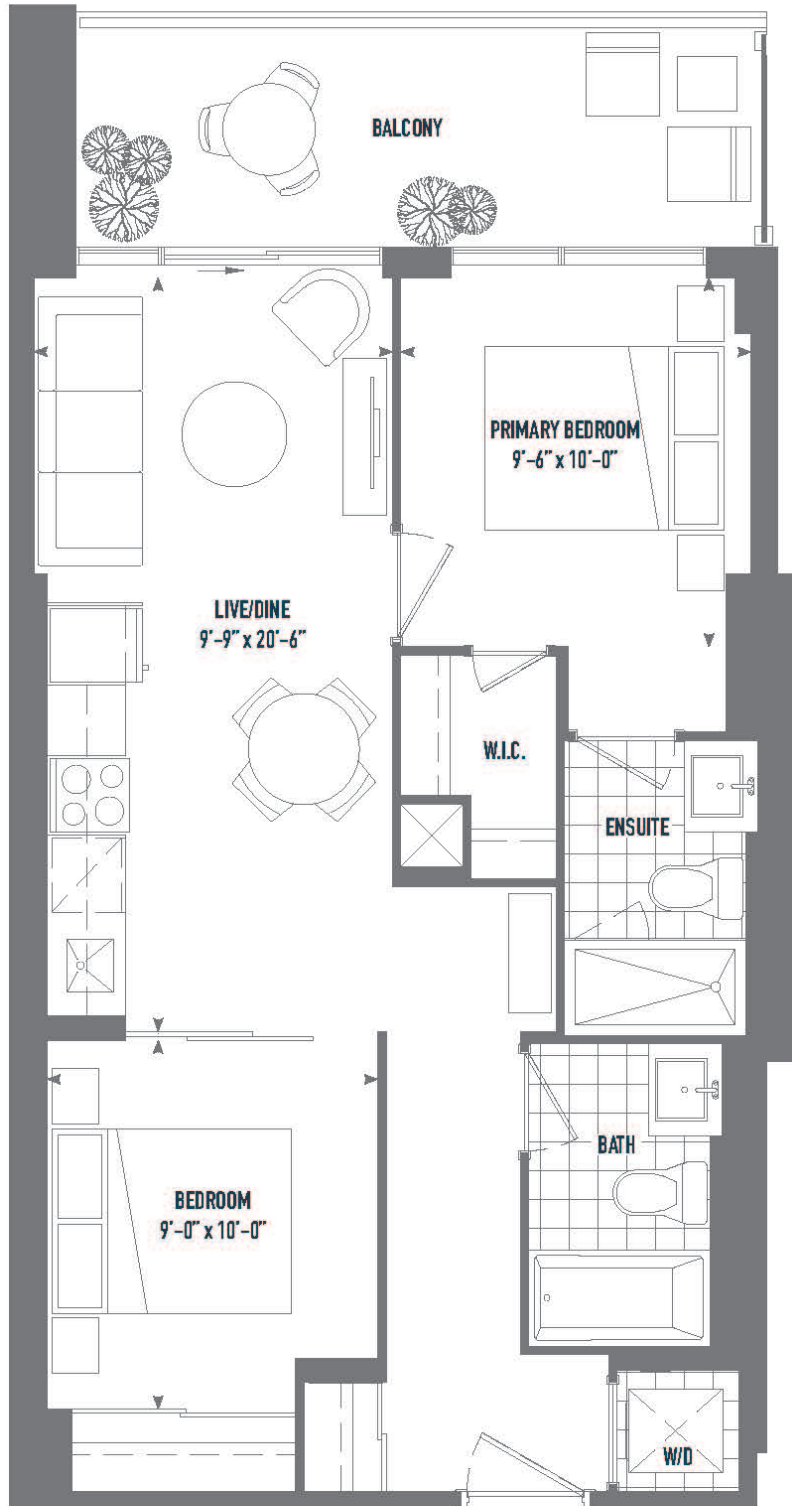 BALCONY
PRIMARY BEDROOM
9'-6" x 10'-0"
LIVE/DINE
9'-9" x 20'-6"
W.I.C.
ENSUITE
BATH
BEDROOM
9'-0" x 10'-0"
W/D